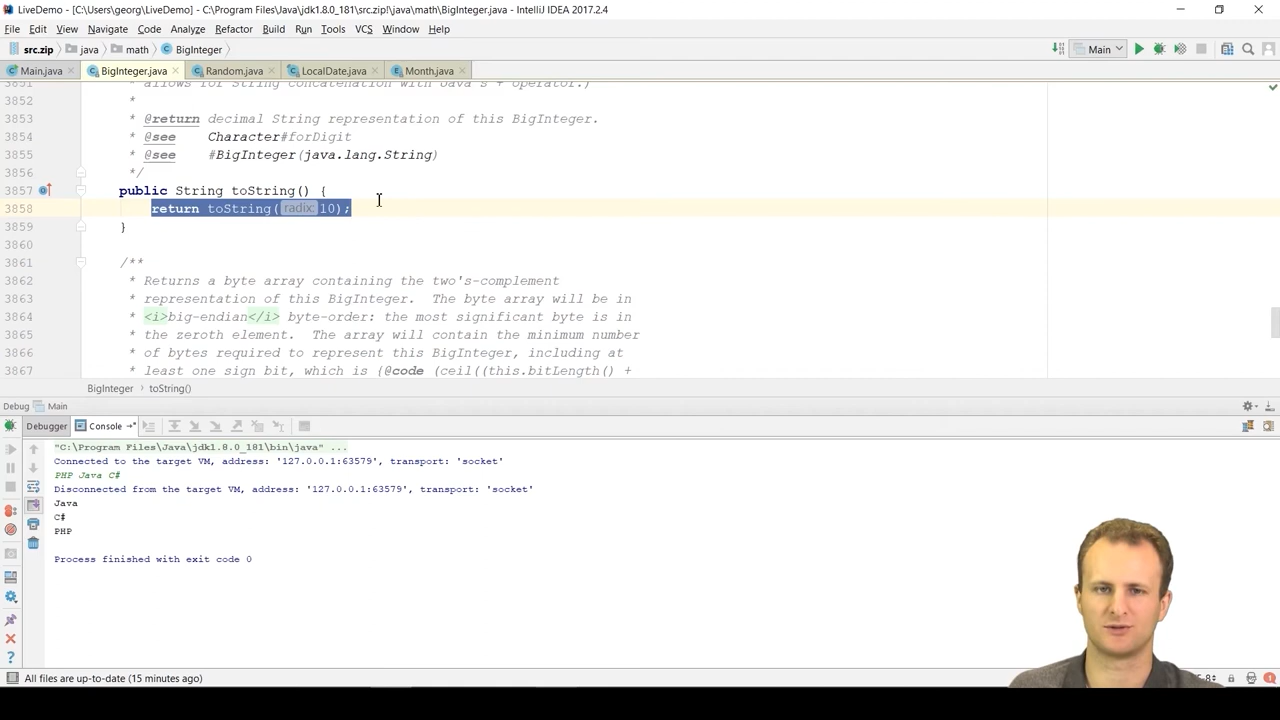 LiveDemo - [C:\Users\georg\LiveDemo] - C:\Program Files\Java\jdk1.8.0_181\src.zip!\java\math\BigInteger.java - IntelliJ IDEA 2017.2.4
File Edit View Navigate Code Analyze Refactor Build Run Tools VCS Window Help
src.zip java math BigInteger Main
Main.java BigInteger.java Random.java LocalDate.java Month.java
3851 allows for String concatenation with Java's + operator.)
3852 *
3853 * @return decimal String representation of this BigInteger.
3854 * @see Character#forDigit
3855 * @see #BigInteger(java.lang.String)
3856 */
3857 public String toString() {
3858 return toString( radix: 10);
3859 }
3860
3861 /**
3862 * Returns a byte array containing the two's-complement
3863 * representation of this BigInteger. The byte array will be in
3864 * <i>big-endian</i> byte-order: the most significant byte is in
3865 * the zeroth element. The array will contain the minimum number
3866 * of bytes required to represent this BigInteger, including at
3867 * least one sign bit, which is {@code (ceil((this.bitLength() +
BigInteger toString()
Debug Main
Debugger Console
"C:\Program Files\Java\jdk1.8.0_181\bin\java" ...
Connected to the target VM, address: '127.0.0.1:63579', transport: 'socket'
PHP Java C#
Disconnected from the target VM, address: '127.0.0.1:63579', transport: 'socket'
Java
C#
PHP
Process finished with exit code 0
All files are up-to-date (15 minutes ago)